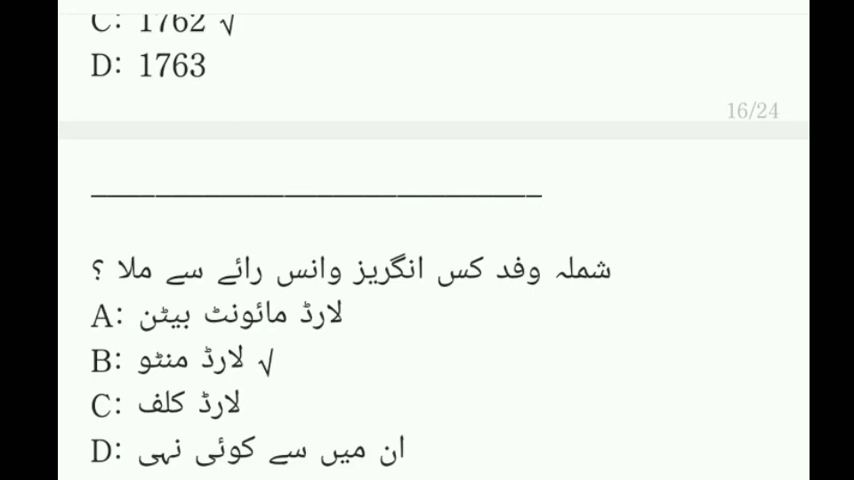 C: 1762 √
D: 1763
16/24
____________________________
شملہ وفد کس انگریز وانس رائے سے ملا ؟
A: لارڈ مائونٹ بیٹن
B: لارڈ منٹو √
C: لارڈ کلف
D: ان میں سے کوئی نہی